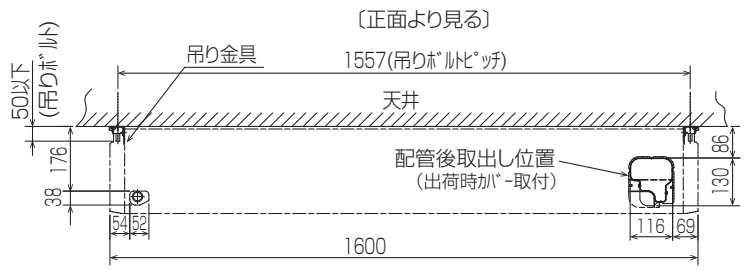 〔正面より見る〕
吊り金具
1557(吊りﾎﾞﾙﾄﾋﾟｯﾁ)
50以下
(吊りﾎﾞﾙﾄ)
天井
176
38
54
52
配管後取出し位置
(出荷時ｶﾊﾞｰ取付)
86
130
116
69
1600